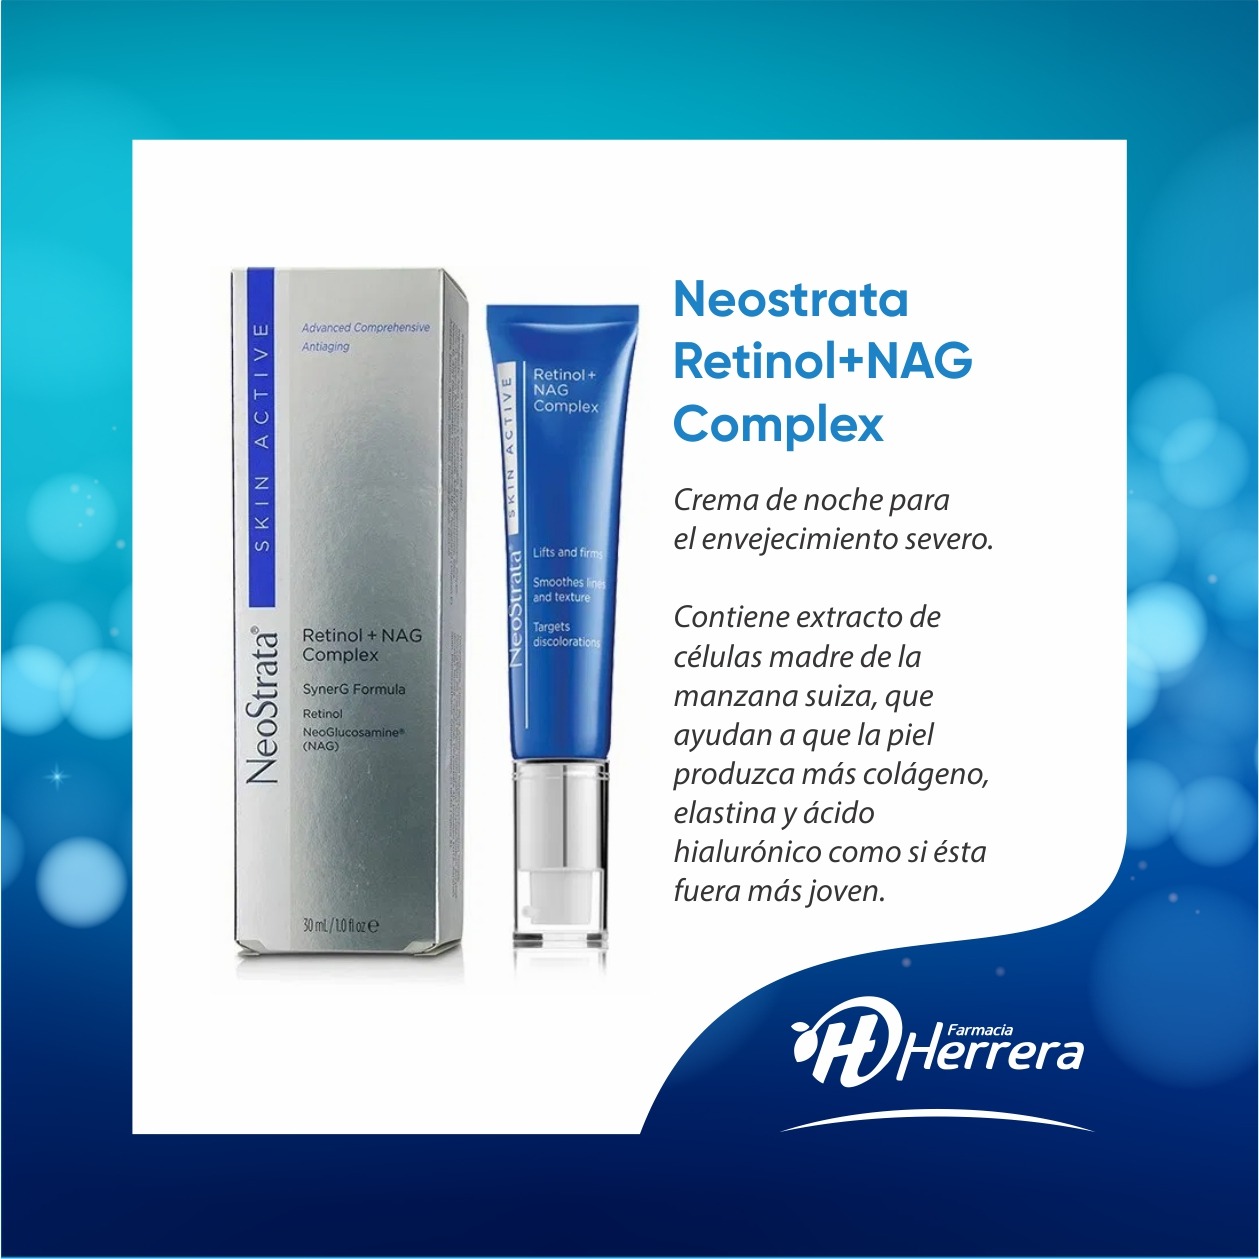 SKIN ACTIVE
NeoStrata®
Advanced Comprehensive
Antiaging
Retinol + NAG
Complex
SynerG Formula
Retinol
NeoGlucosamine®
(NAG)
30 mL / 1.0 fl oz ℮
SKIN ACTIVE
NeoStrata
Retinol +
NAG
Complex
Lifts and firms
Smoothes lines
and texture
Targets
discolorations
Neostrata
Retinol+NAG
Complex
Crema de noche para
el envejecimiento severo.
Contiene extracto de
células madre de la
manzana suiza, que
ayudan a que la piel
produzca más colágeno,
elastina y ácido
hialurónico como si ésta
fuera más joven.
H
Farmacia
Herrera